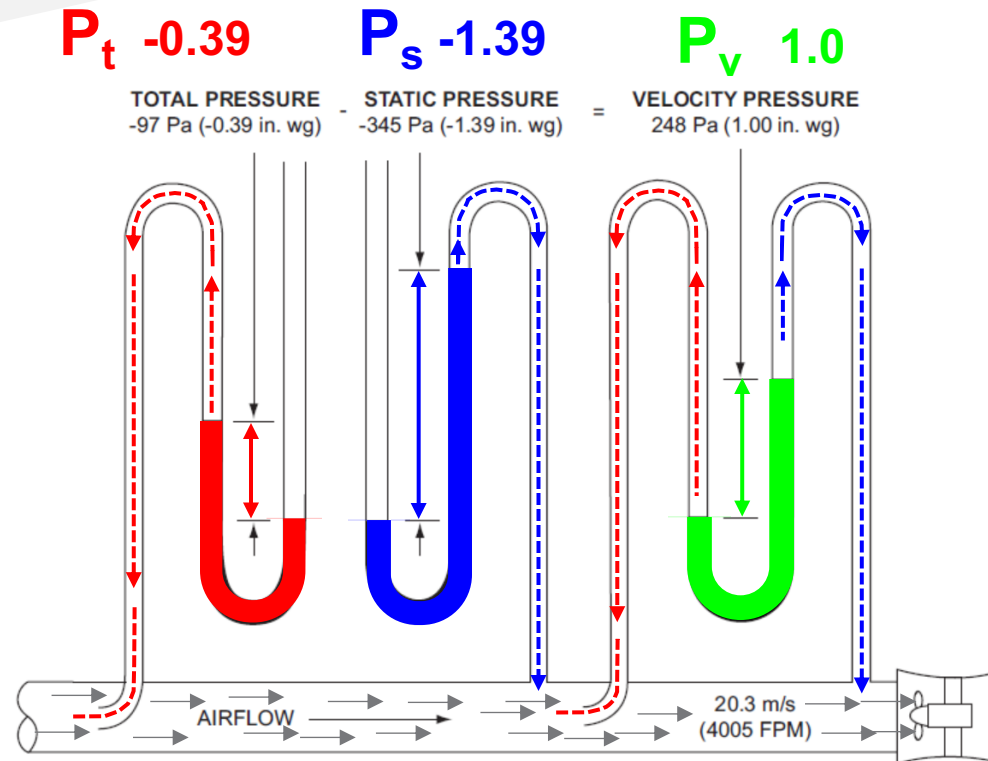 Pt -0.39
Ps -1.39
Pv 1.0
TOTAL PRESSURE - STATIC PRESSURE = VELOCITY PRESSURE
-97 Pa (-0.39 in. wg) -345 Pa (-1.39 in. wg) 248 Pa (1.00 in. wg)
AIRFLOW
20.3 m/s
(4005 FPM)